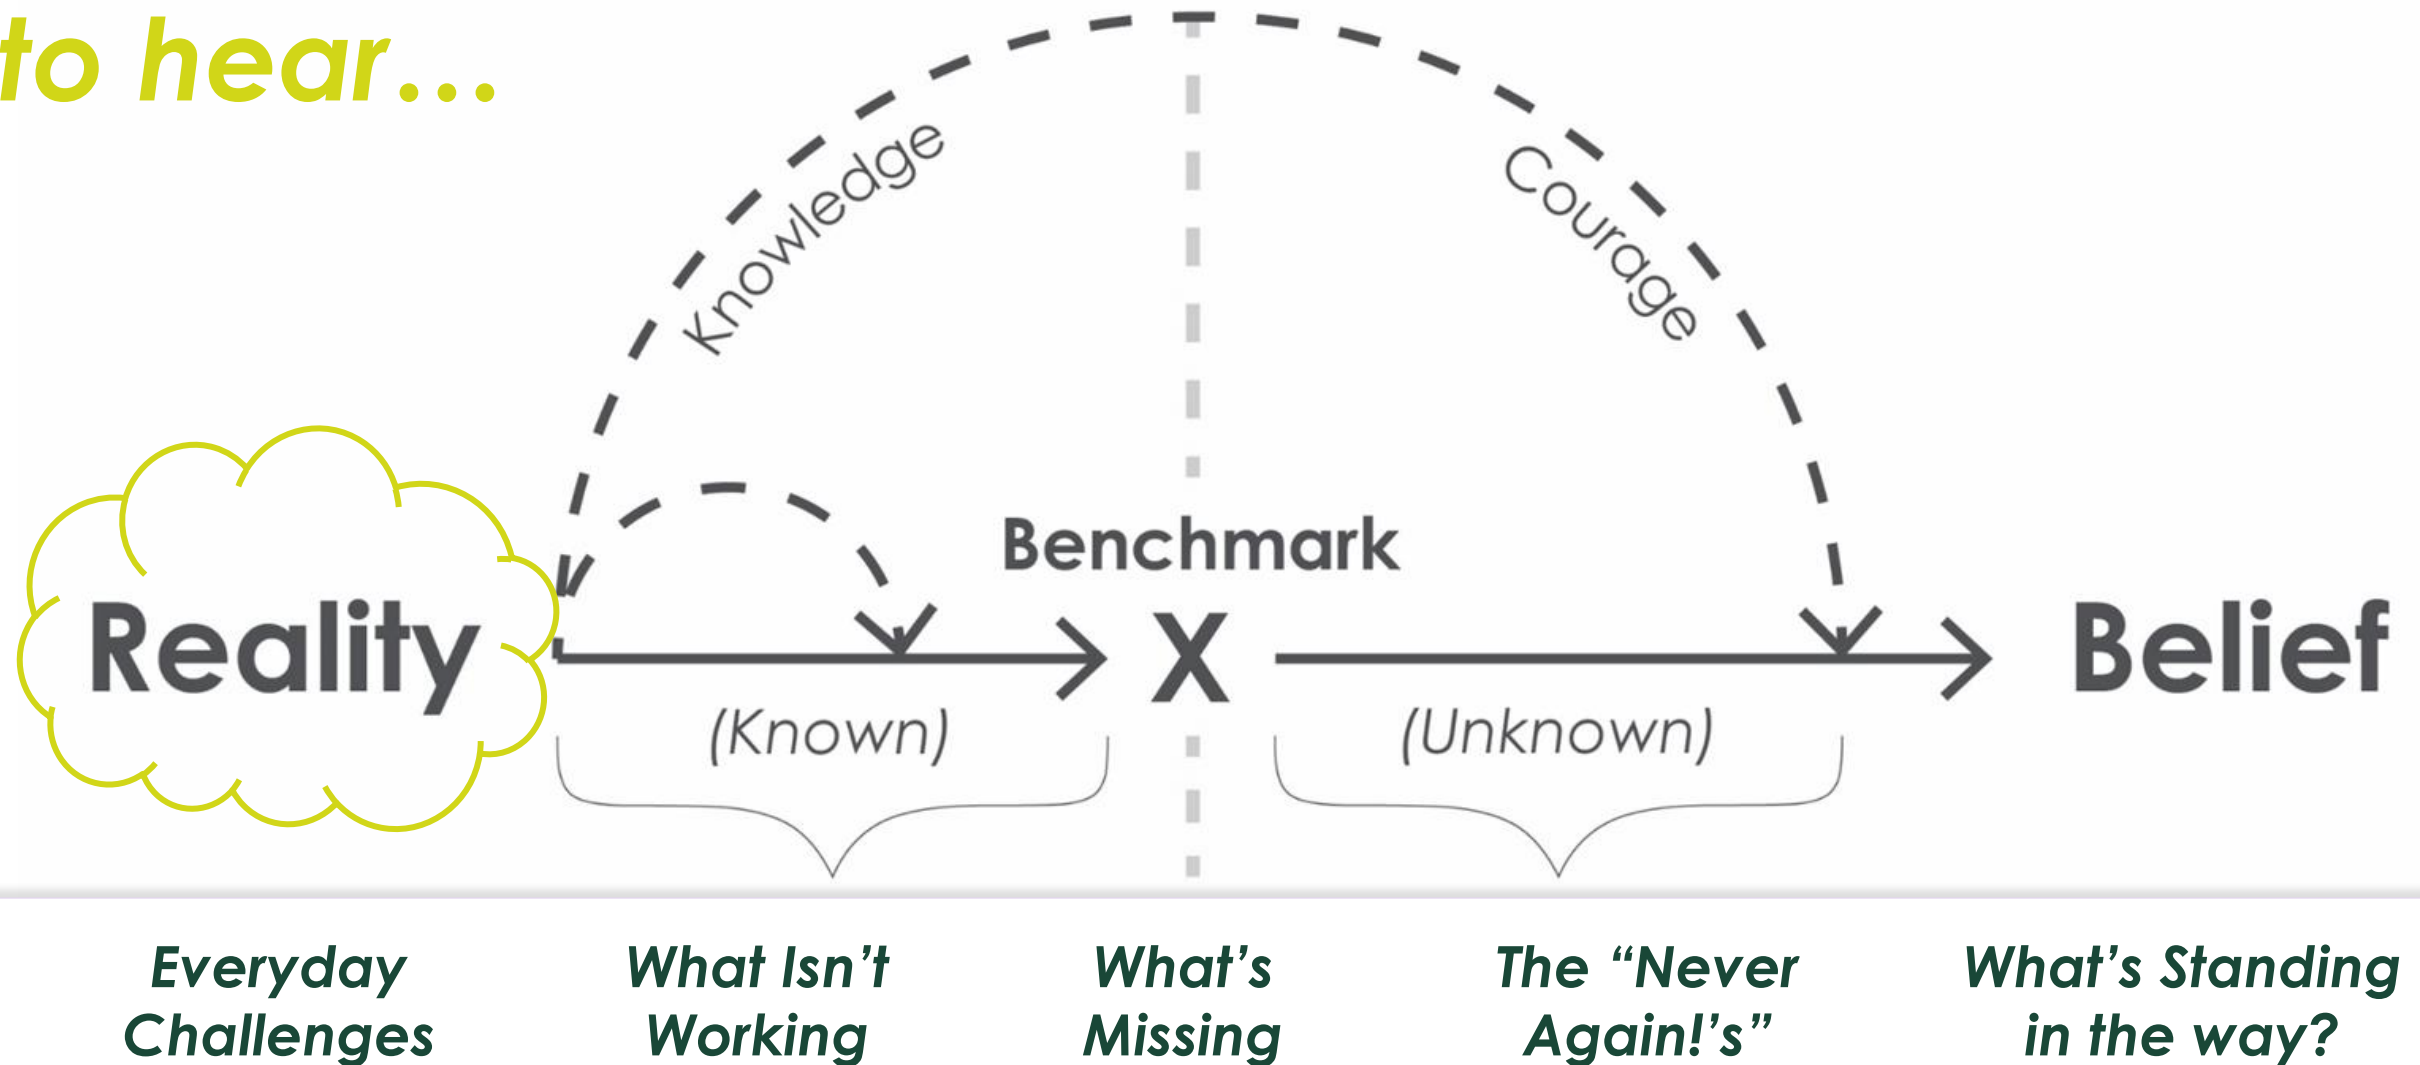 to hear...
Knowledge
Courage
Benchmark
Reality
X
Belief
(Known)
(Unknown)
Everyday
Challenges
What Isn’t
Working
What’s
Missing
The “Never
Again!’s”
What’s Standing
in the way?